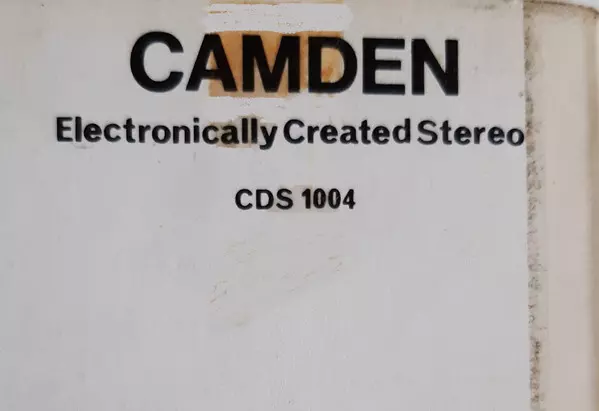 CAMDEN
Electronically Created Stereo
CDS 1004